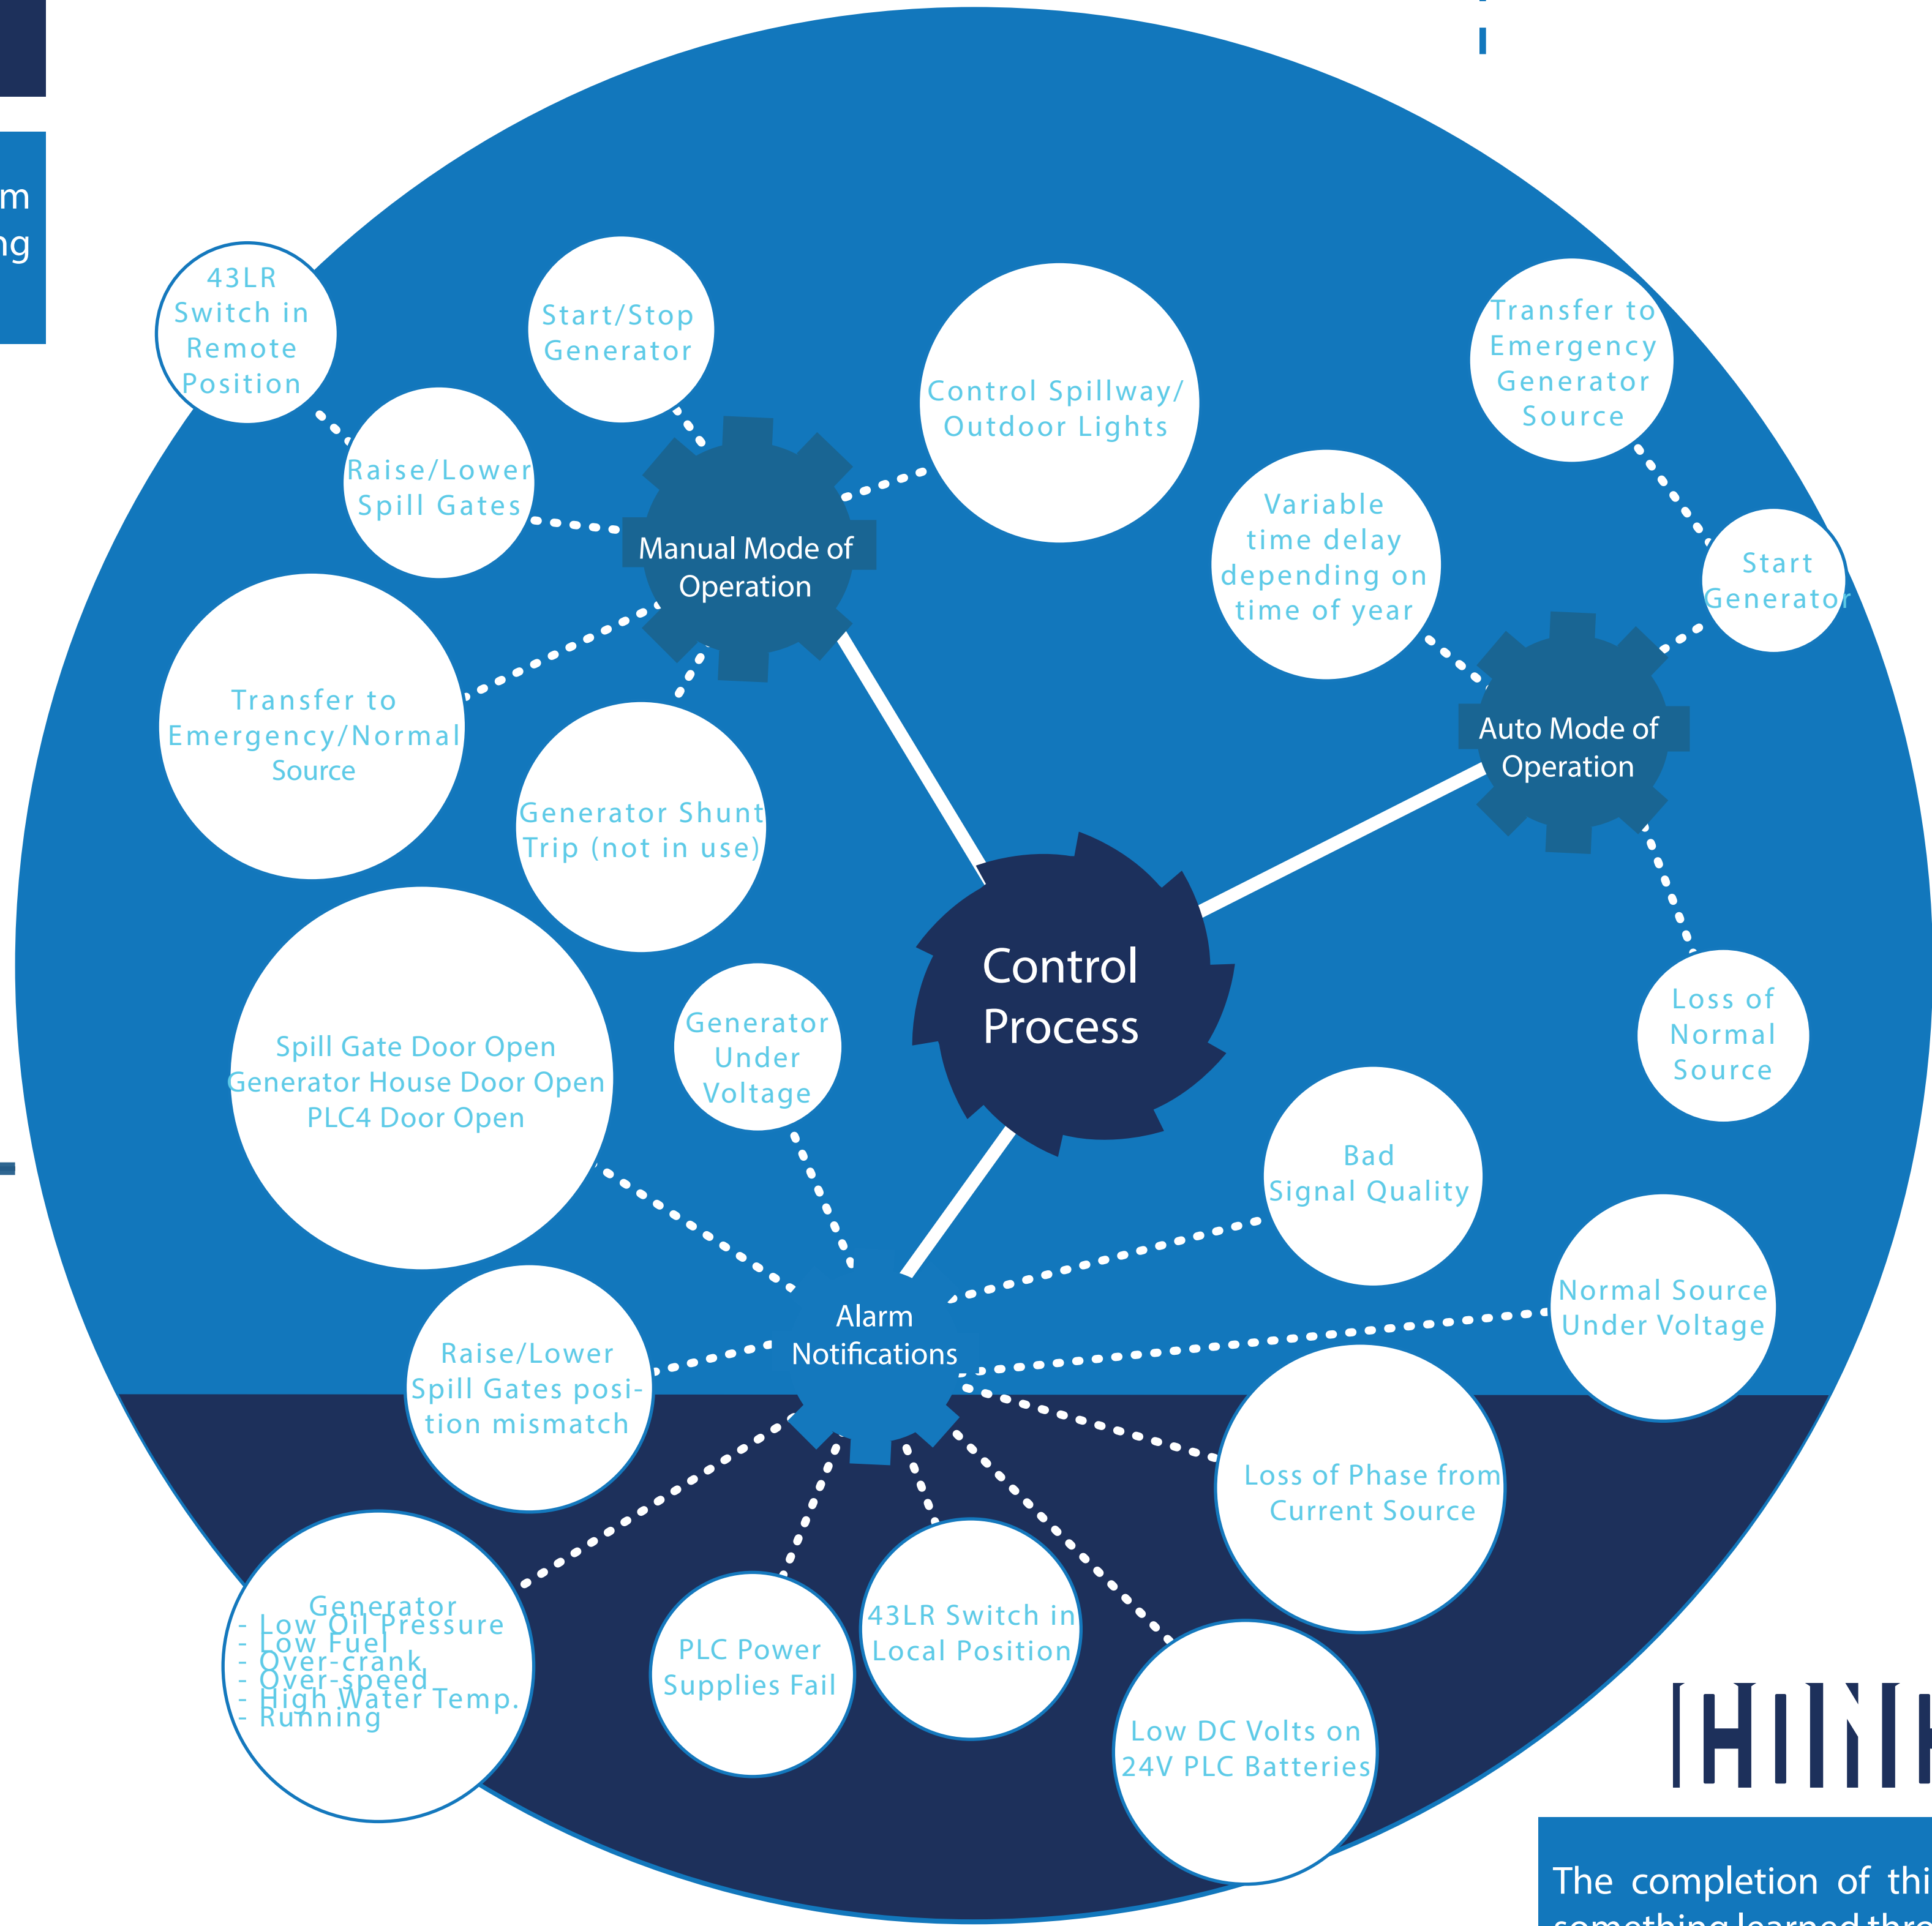 m
ng
43LR
Switch in
Remote
Position
Start/Stop
Generator
Raise/Lower
Spill Gates
Control Spillway/
Outdoor Lights
Transfer to
Emergency
Generator
Source
Variable
time delay
depending on
time of year
Start
Generator
Manual Mode of
Operation
Transfer to
Emergency/Normal
Source
Generator Shunt
Trip (not in use)
Auto Mode of
Operation
Control
Process
Loss of
Normal
Source
Spill Gate Door Open
Generator House Door Open
PLC4 Door Open
Generator
Under
Voltage
Bad
Signal Quality
Normal Source
Under Voltage
Alarm
Notifications
Raise/Lower
Spill Gates posi-
tion mismatch
Loss of Phase from
Current Source
Generator
- Low Oil Pressure
- Low Fuel
- Over-crank
- Over-speed
- High Water Temp.
- Running
PLC Power
Supplies Fail
43LR Switch in
Local Position
Low DC Volts on
24V PLC Batteries
The completion of thi
something learned thro